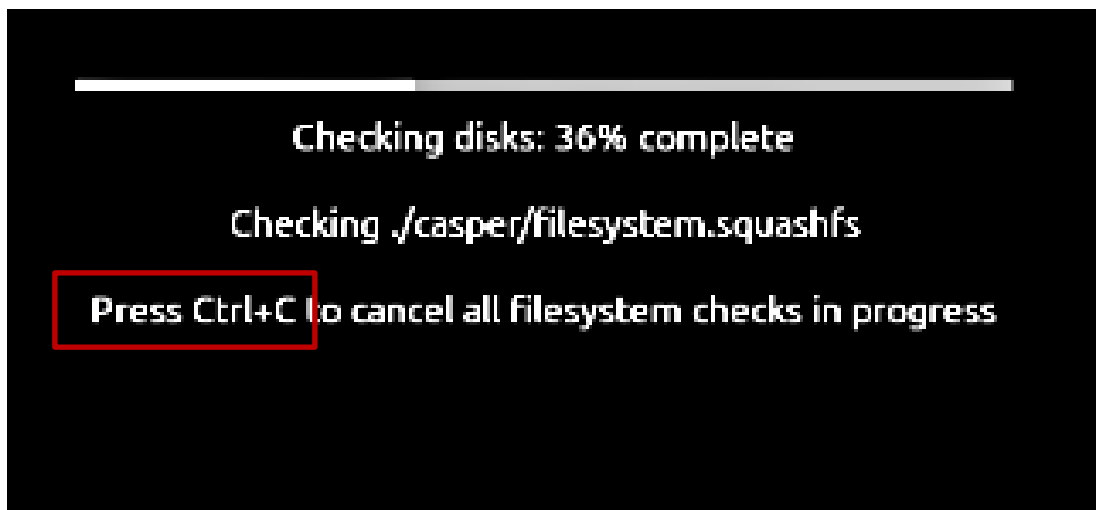 Checking disks: 36% complete
Checking ./casper/filesystem.squashfs
Press Ctrl+C to cancel all filesystem checks in progress